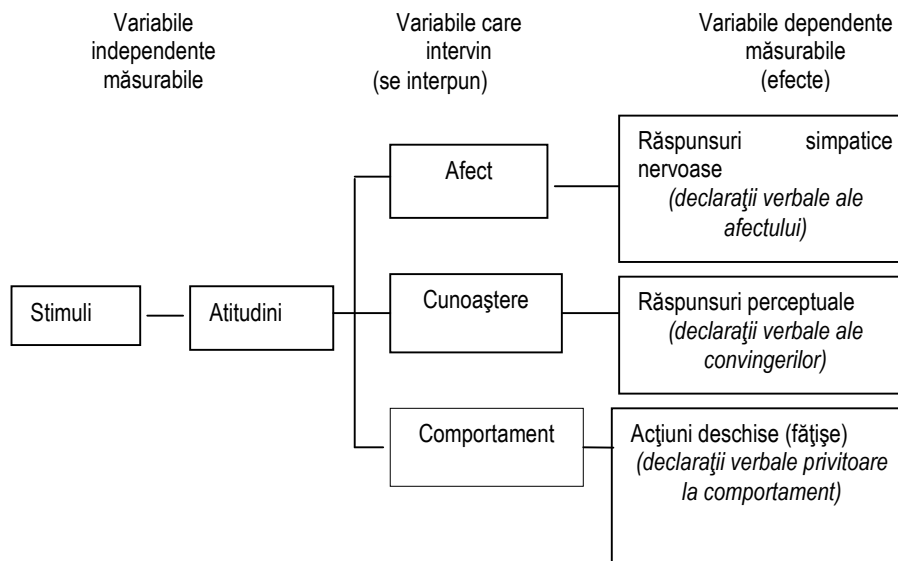 Variabile
independente
măsurabile
Variabile care
intervin
(se interpun)
Variabile dependente
măsurabile
(efecte)
Stimuli
Atitudini
Afect
Cunoaştere
Comportament
Răspunsuri simpatice
nervoase
(declaraţii verbale ale
afectului)
Răspunsuri perceptuale
(declaraţii verbale ale
convingerilor)
Acţiuni deschise (făţişe)
(declaraţii verbale privitoare
la comportament)